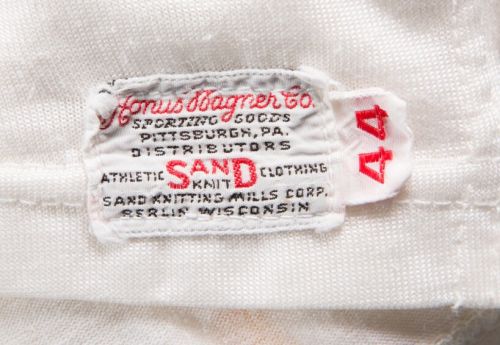 Honus Wagner Co.
SPORTING GOODS
PITTSBURGH, PA.
DISTRIBUTORS
ATHLETIC SAND KNIT CLOTHING
SAND KNITTING MILLS CORP.
BERLIN WISCONSIN
44